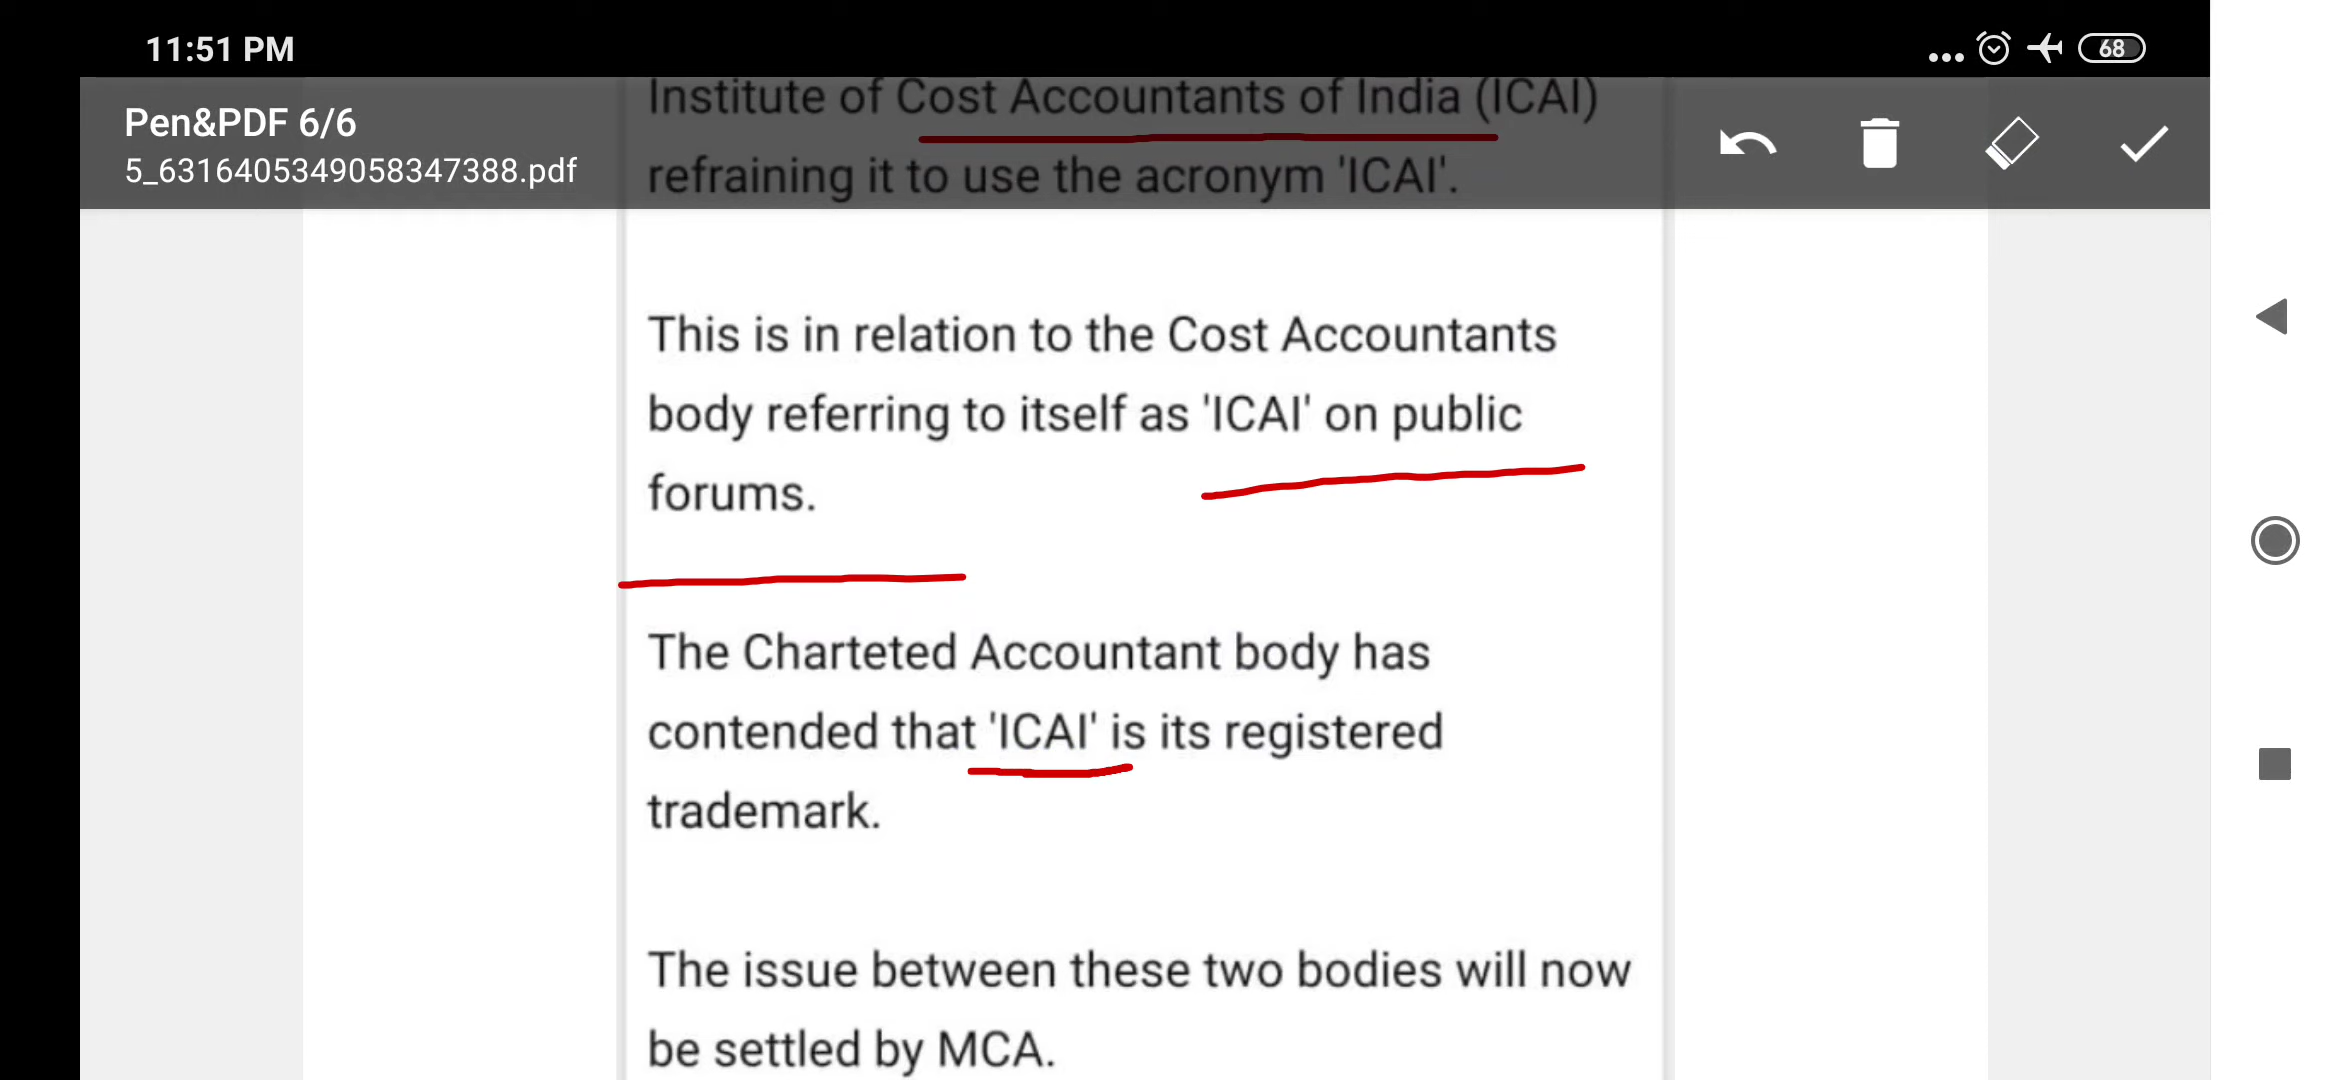 11:51 PM
68
Pen&PDF 6/6
5_6316405349058347388.pdf
Institute of Cost Accountants of India (ICAI)
refraining it to use the acronym 'ICAI'.
This is in relation to the Cost Accountants
body referring to itself as 'ICAI' on public
forums.
The Charteted Accountant body has
contended that 'ICAI' is its registered
trademark.
The issue between these two bodies will now
be settled by MCA.